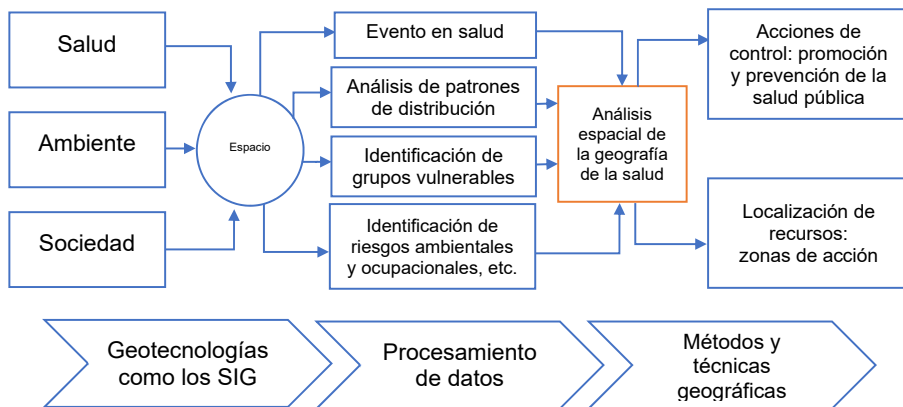 Salud
Ambiente
Sociedad
Espacio
Evento en salud
Análisis de patrones
de distribución
Identificación de
grupos vulnerables
Identificación de
riesgos ambientales
y ocupacionales, etc.
Análisis
espacial de
la geografía
de la salud
Acciones de
control: promoción
y prevención de la
salud pública
Localización de
recursos:
zonas de acción
Geotecnologías
como los SIG
Procesamiento
de datos
Métodos y
técnicas
geográficas